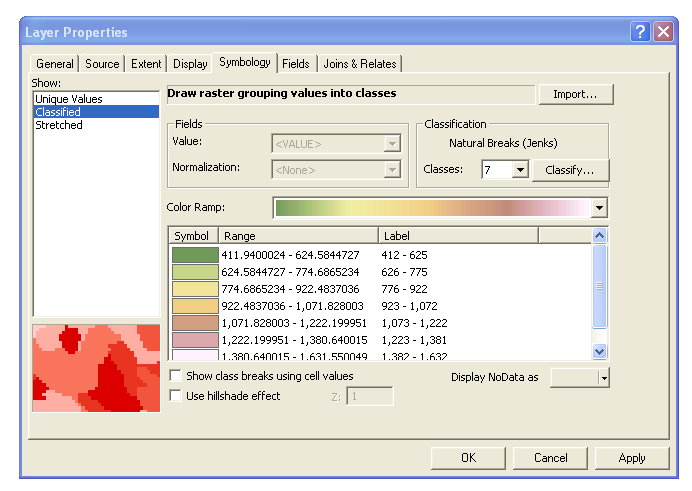 Layer Properties
General Source Extent Display Symbology Fields Joins & Relates
Show:
Unique Values
Classified
Stretched
Draw raster grouping values into classes
Import...
Fields
Value: <VALUE>
Normalization: <None>
Classification
Natural Breaks (Jenks)
Classes: 7 Classify...
Color Ramp:
Symbol Range Label
411.9400024 - 624.5844727 412 - 625
624.5844727 - 774.6865234 626 - 775
774.6865234 - 922.4837036 776 - 922
922.4837036 - 1,071.828003 923 - 1,072
1,071.828003 - 1,222.199951 1,073 - 1,222
1,222.199951 - 1,380.640015 1,223 - 1,381
1,380.640015 - 1,631.550049 1,382 - 1,632
Show class breaks using cell values
Display NoData as
Use hillshade effect
Z: 1
OK Cancel Apply